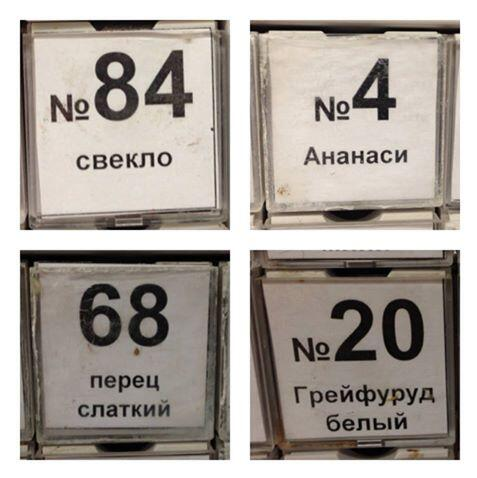 №84
свекло
№4
Ананаси
68
перец
слаткий
№20
Грейфуруд
белый